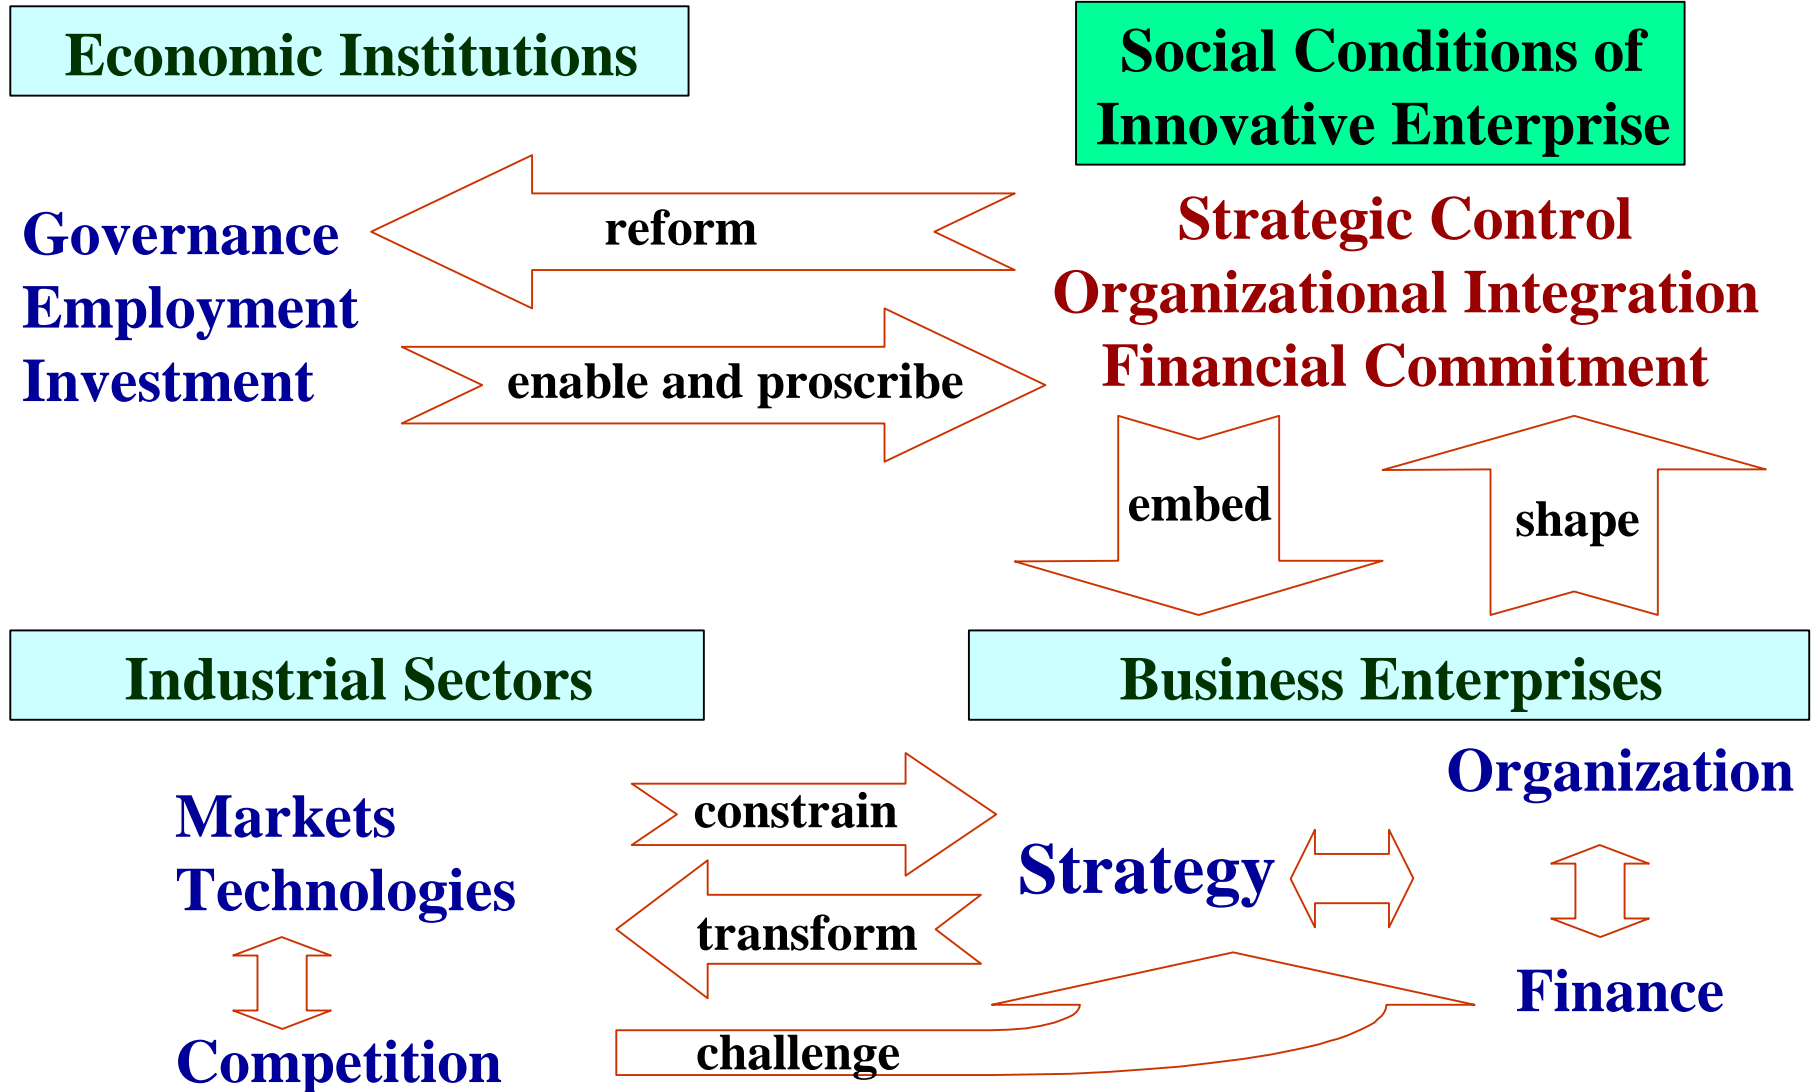 Economic Institutions
Social Conditions of
Innovative Enterprise
Governance
Employment
Investment
reform
enable and proscribe
Strategic Control
Organizational Integration
Financial Commitment
embed
shape
Industrial Sectors
Business Enterprises
Markets
Technologies
Competition
constrain
transform
challenge
Strategy
Organization
Finance